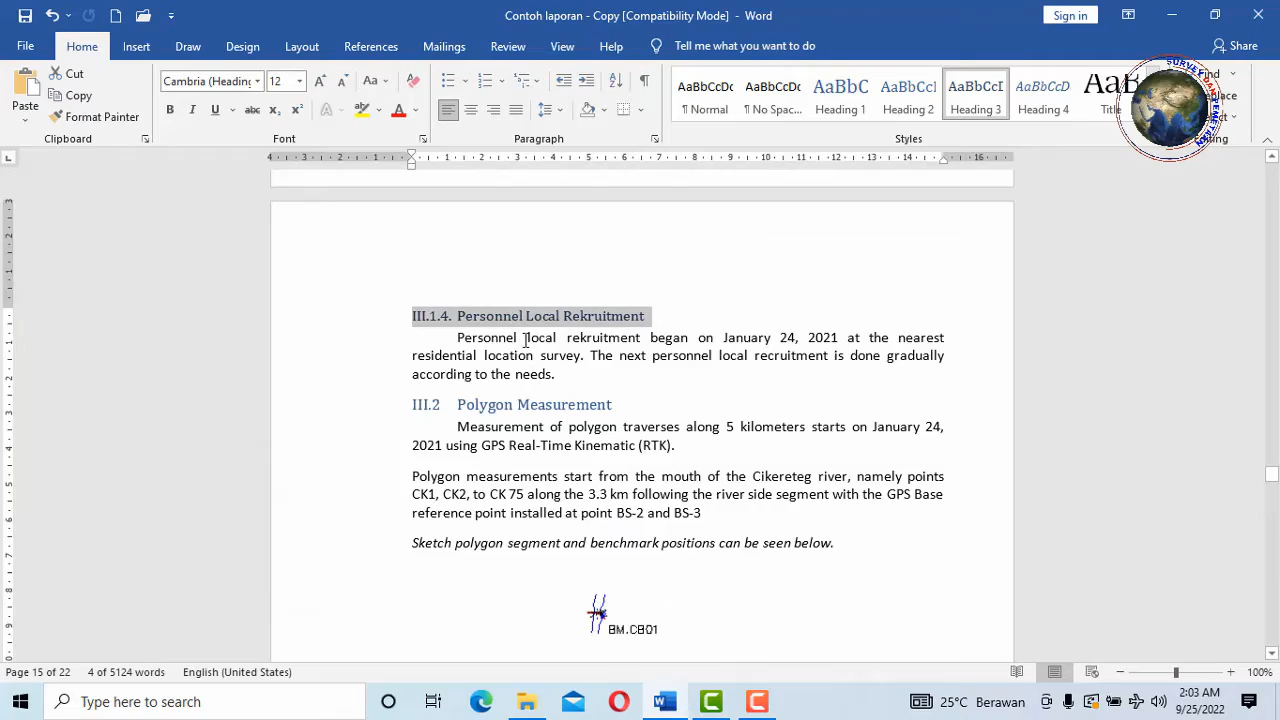 Contoh laporan - Copy [Compatibility Mode] - Word
Sign in
File Home Insert Draw Design Layout References Mailings Review View Help Tell me what you want to do Share
Paste
Cut
Copy
Format Painter
Clipboard
Cambria (Heading 12
Font
Paragraph
AaBbCcDc AaBbCcDc AaBbC AaBbCcI AaBbCcD AaBbCcD
¶ Normal ¶ No Spac... Heading 1 Heading 2 Heading 3 Heading 4 Title
Styles
SURVEY DAN PEMETAAN
III.1.4. Personnel Local Rekruitment
Personnel local rekruitment began on January 24, 2021 at the nearest
residential location survey. The next personnel local recruitment is done gradually
according to the needs.
III.2 Polygon Measurement
Measurement of polygon traverses along 5 kilometers starts on January 24,
2021 using GPS Real-Time Kinematic (RTK).
Polygon measurements start from the mouth of the Cikereteg river, namely points
CK1, CK2, to CK 75 along the 3.3 km following the river side segment with the GPS Base
reference point installed at point BS-2 and BS-3
Sketch polygon segment and benchmark positions can be seen below.
BM.CB01
Page 15 of 22 4 of 5124 words English (United States) 100%
Type here to search
25°C Berawan
2:03 AM
9/25/2022